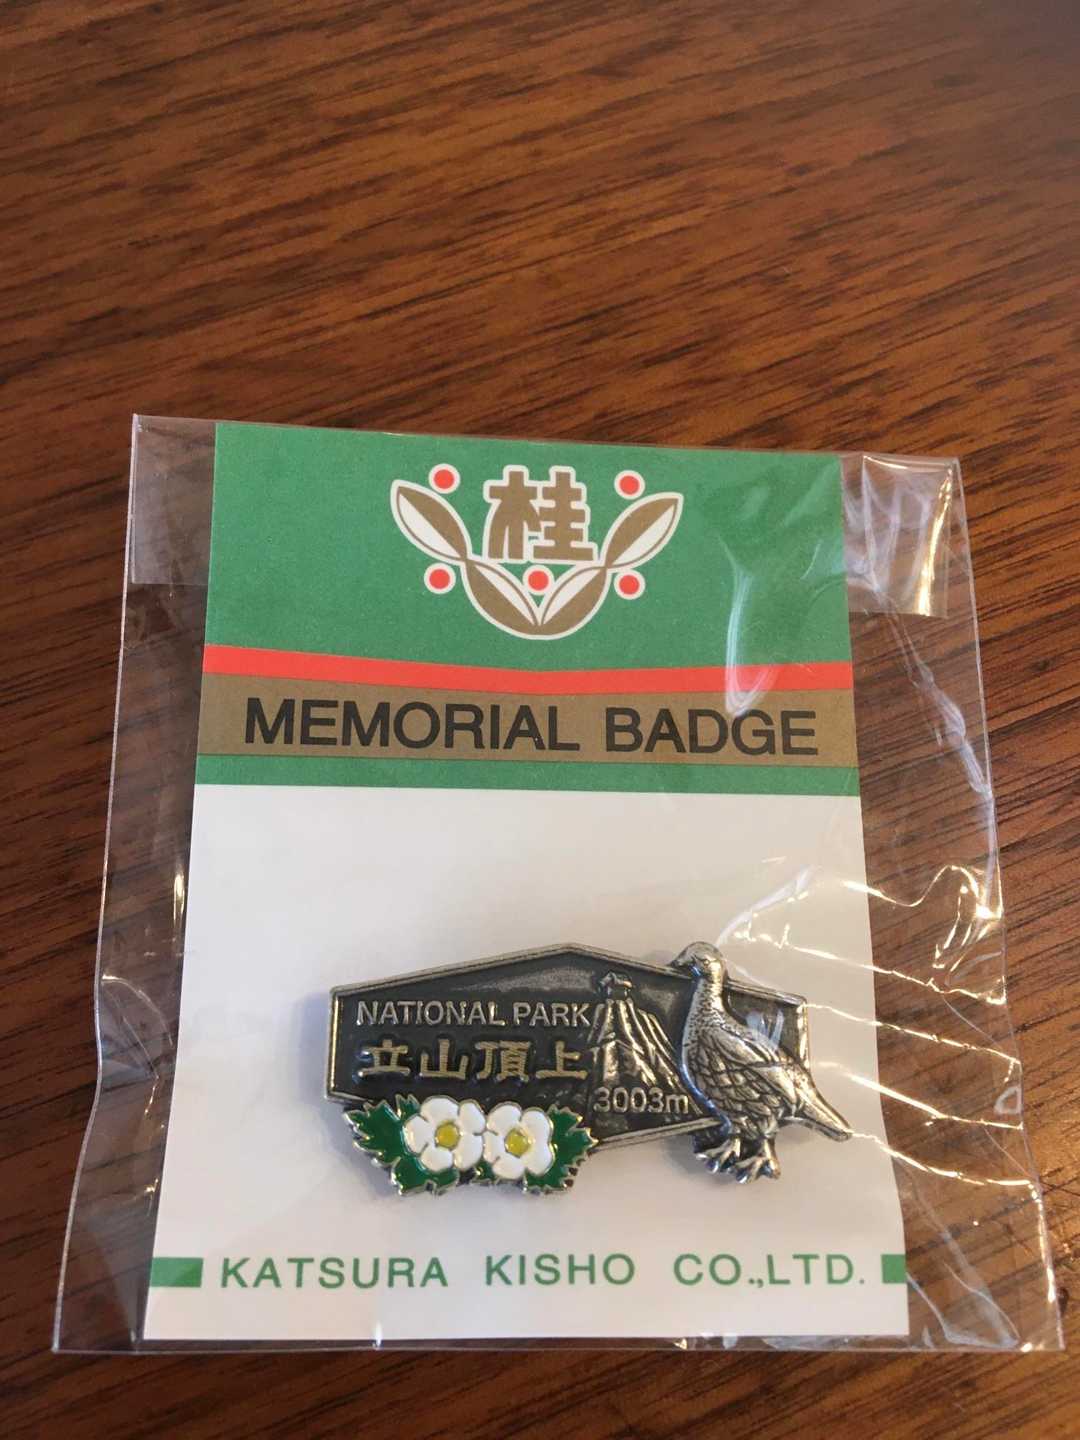 桂
MEMORIAL BADGE
NATIONAL PARK
立山頂上
3003m
KATSURA KISHO CO.,LTD.